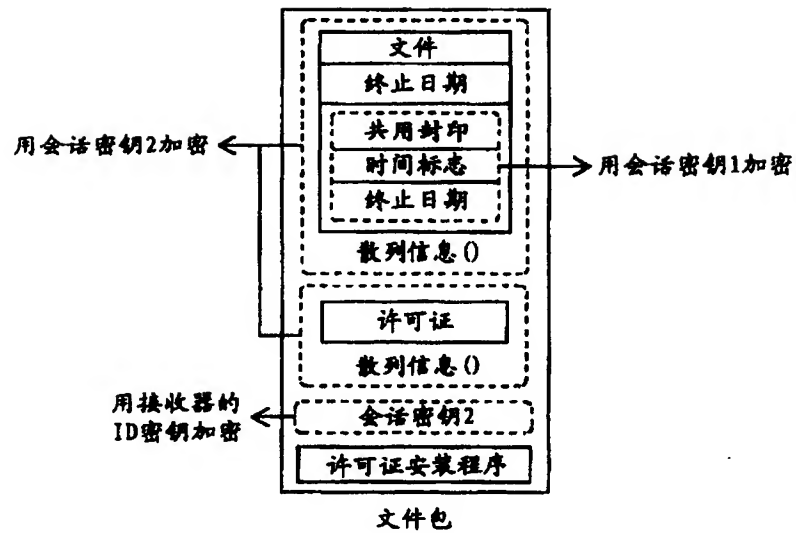 文件
终止日期
共用封印
时间标志
终止日期
散列信息()
用会话密钥2加密
用会话密钥1加密
许可证
散列信息()
用接收器的
ID密钥加密
会话密钥2
许可证安装程序
文件包